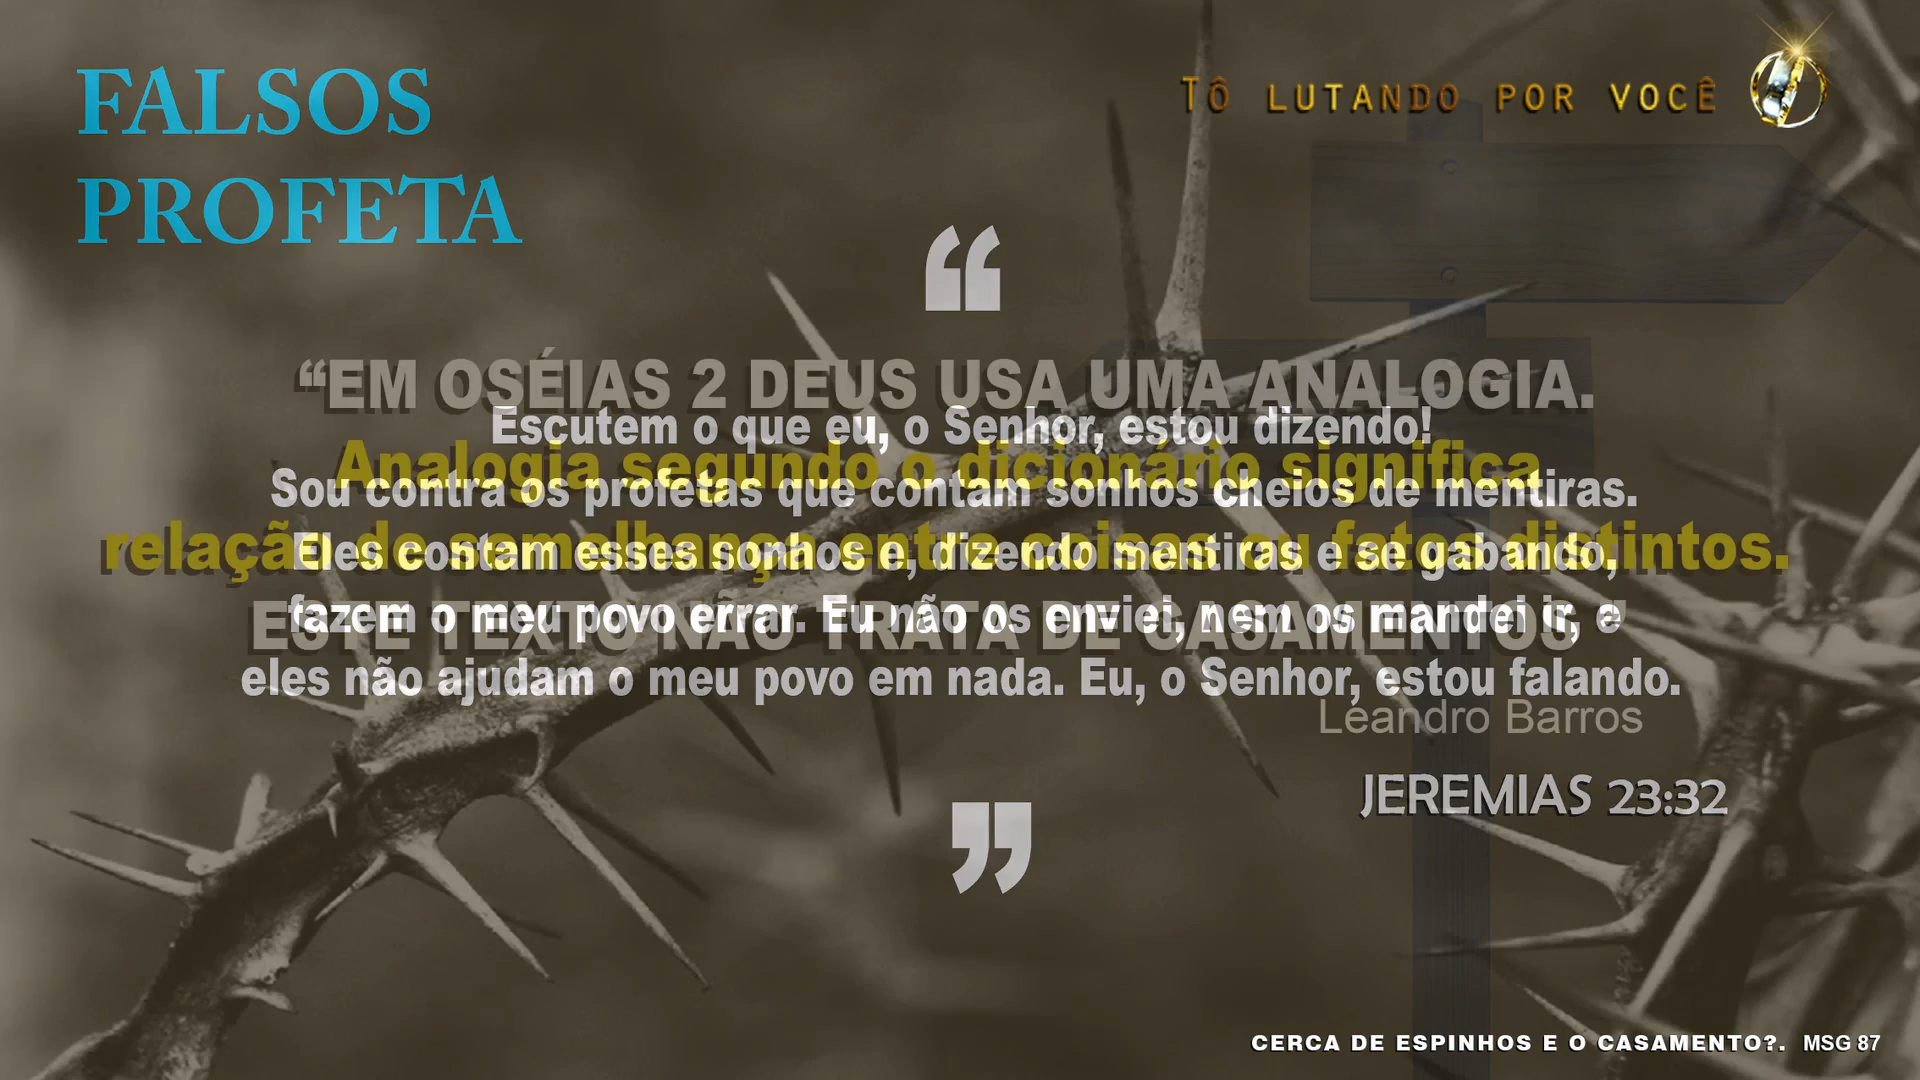 FALSOS
PROFETA
TÔ LUTANDO POR VOCÊ
“
“EM OSÉIAS 2 DEUS USA UMA ANALOGIA.
Analogia segundo o dicionário significa
relação de semelhança entre coisas ou fatos distintos.
ESTE TEXTO NÃO TRATA DE CASAMENTOS”
Leandro Barros
Escutem o que eu, o Senhor, estou dizendo!
Sou contra os profetas que contam sonhos cheios de mentiras.
Eles contam esses sonhos e, dizendo mentiras e se gabando,
fazem o meu povo errar. Eu não os enviei, nem os mandei ir, e
eles não ajudam o meu povo em nada. Eu, o Senhor, estou falando.
JEREMIAS 23:32
”
CERCA DE ESPINHOS E O CASAMENTO?. MSG 87